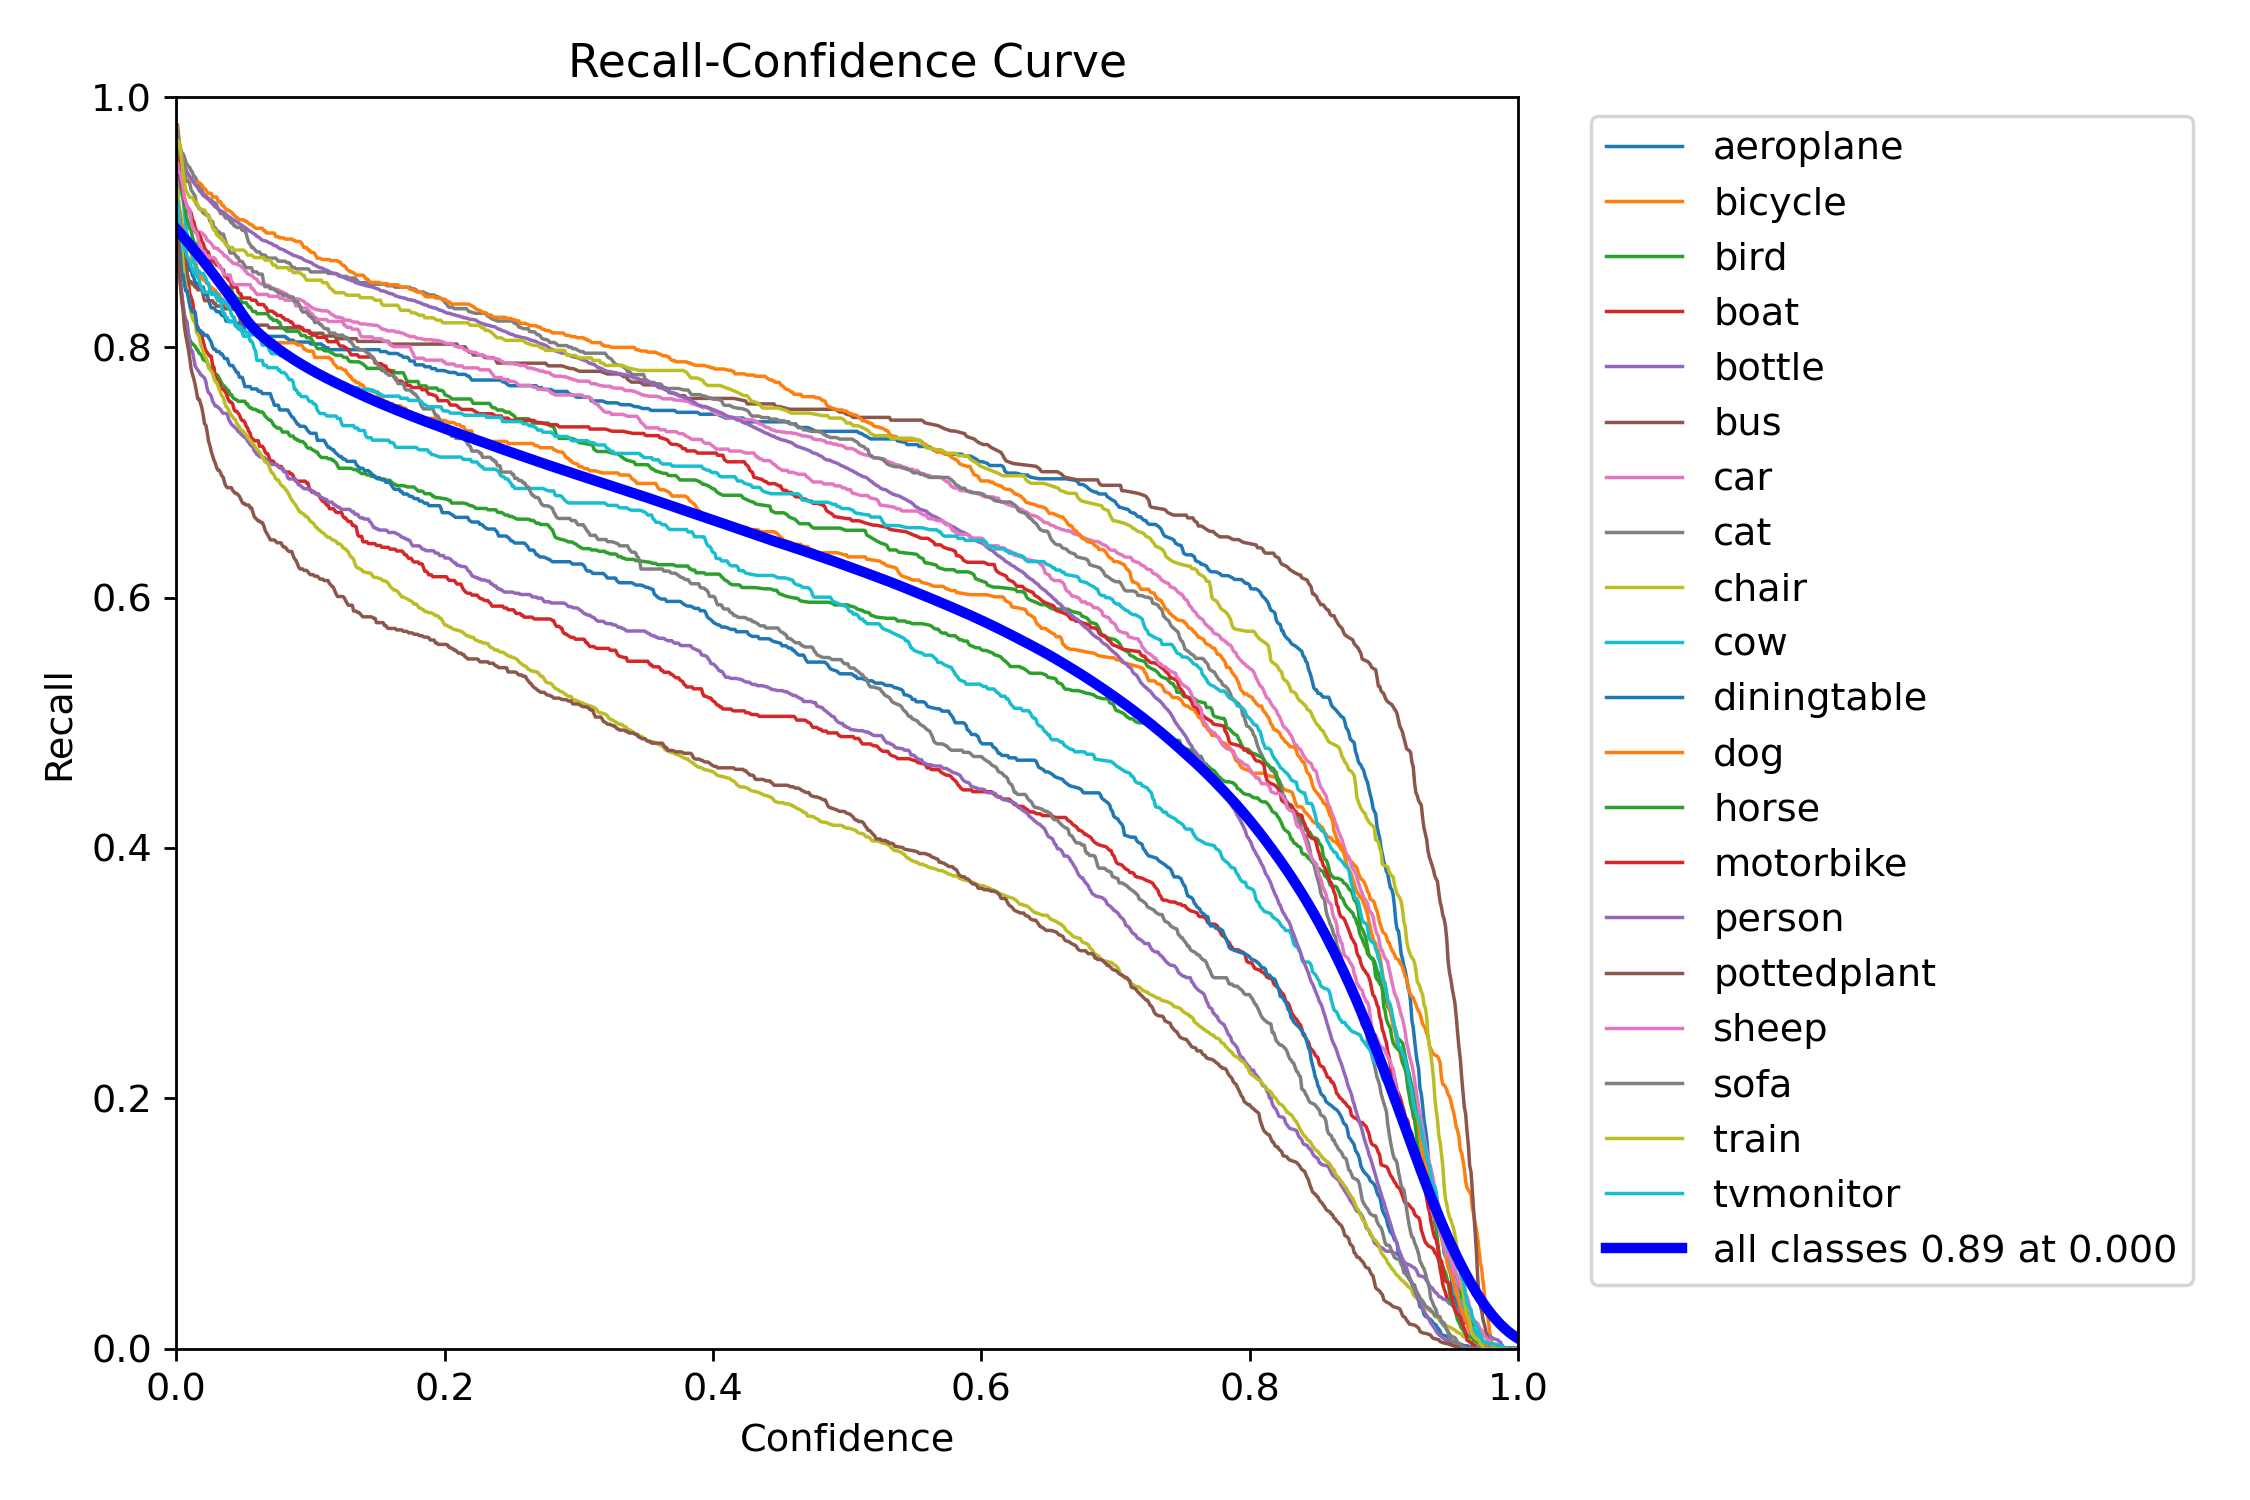 Recall-Confidence Curve
1.0
0.8
0.6
0.4
0.2
0.0
Recall
0.0 0.2 0.4 0.6 0.8 1.0
Confidence
aeroplane
bicycle
bird
boat
bottle
bus
car
cat
chair
cow
diningtable
dog
horse
motorbike
person
pottedplant
sheep
sofa
train
tvmonitor
all classes 0.89 at 0.000